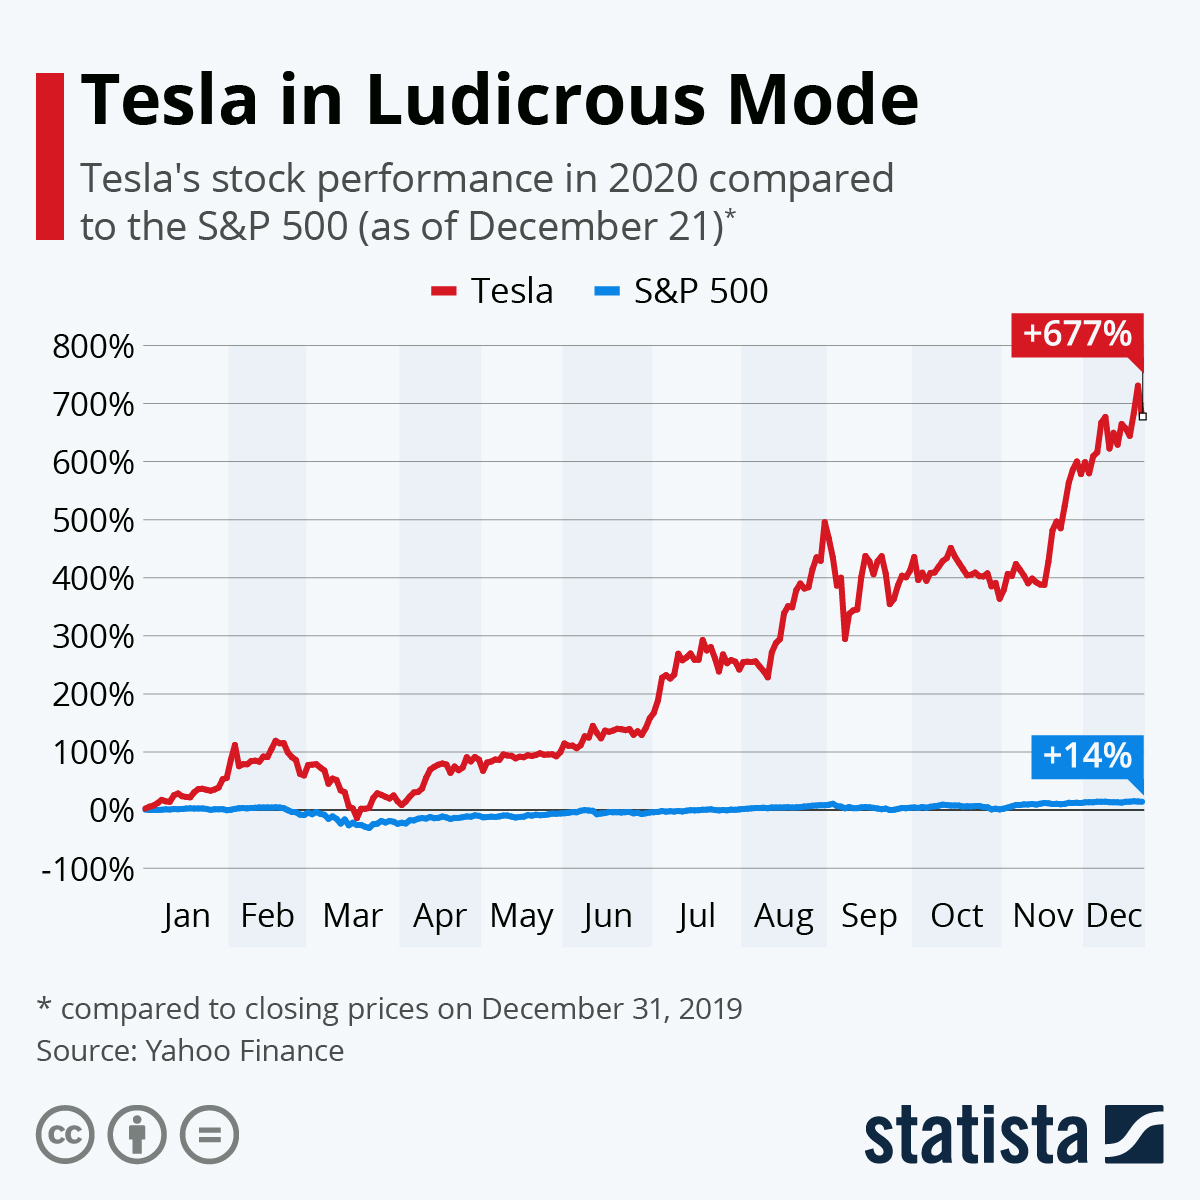 Tesla in Ludicrous Mode
Tesla's stock performance in 2020 compared
to the S&P 500 (as of December 21)*
Tesla S&P 500
+677%
800%
700%
600%
500%
400%
300%
200%
100%
+14%
0%
-100%
Jan Feb Mar Apr May Jun Jul Aug Sep Oct Nov Dec
* compared to closing prices on December 31, 2019
Source: Yahoo Finance
cc
statista